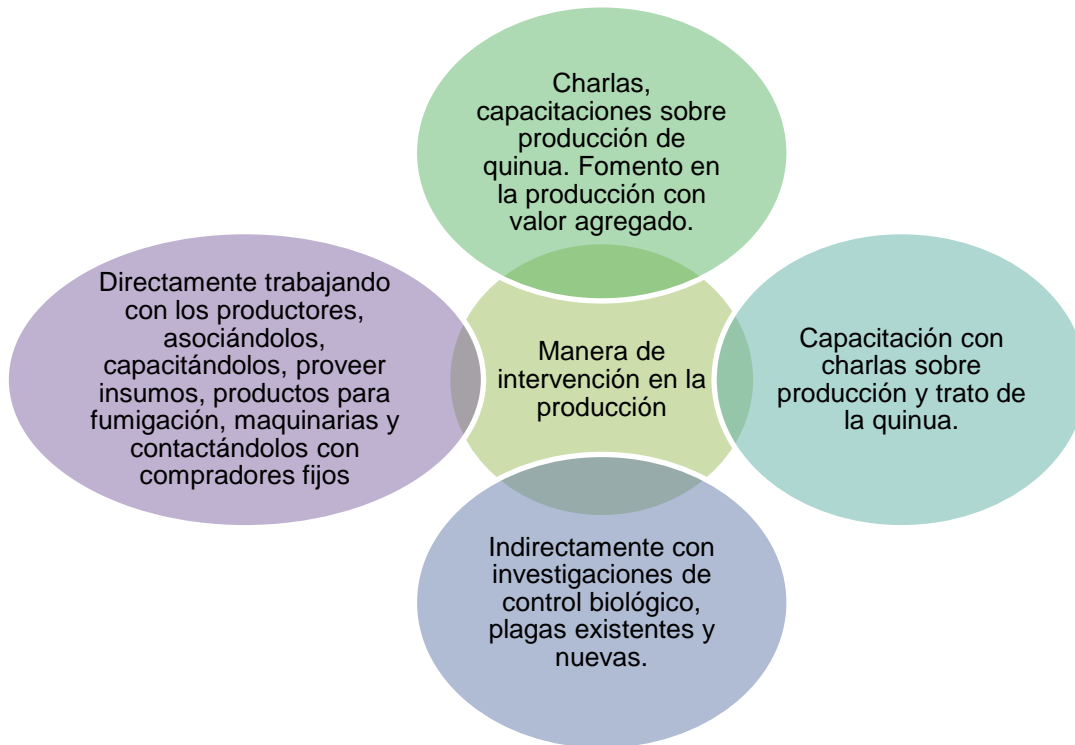 Charlas,
capacitaciones sobre
producción de
quinua. Fomento en
la producción con
valor agregado.
Directamente trabajando
con los productores,
asociándolos,
capacitándolos, proveer
insumos, productos para
fumigación, maquinarias y
contactándolos con
compradores fijos
Manera de
intervención en la
producción
Capacitación con
charlas sobre
producción y trato de
la quinua.
Indirectamente con
investigaciones de
control biológico,
plagas existentes y
nuevas.